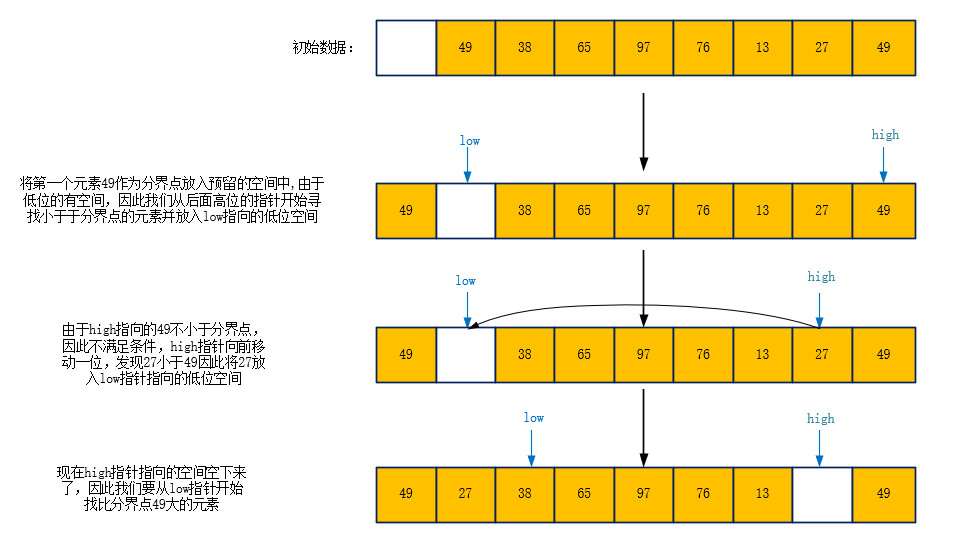 初始数据：
49 38 65 97 76 13 27 49
low
high
将第一个元素49作为分界点放入预留的空间中,由于
低位的有空间，因此我们从后面高位的指针开始寻
找小于于分界点的元素并放入low指向的低位空间
49 38 65 97 76 13 27 49
low
high
由于high指向的49不小于分界点，
因此不满足条件，high指针向前移
动一位，发现27小于49因此将27放
入low指针指向的低位空间
49 38 65 97 76 13 27 49
low
high
现在high指针指向的空间空下来
了，因此我们要从low指针开始
找比分界点49大的元素
49 27 38 65 97 76 13 49